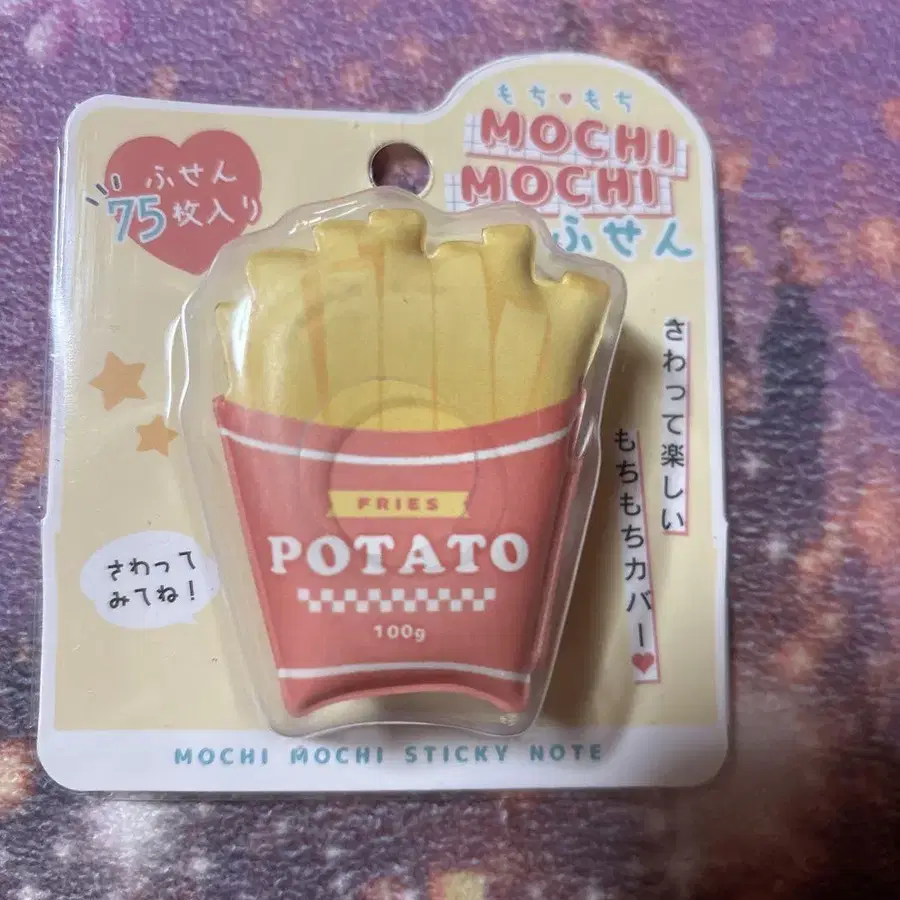 もち♥もち
MOCHI
MOCHI
ふせん
ふせん
75枚入り
さわって楽しい
もちもちカバー♥
FRIES
POTATO
100g
さわって
みてね！
MOCHI MOCHI STICKY NOTE